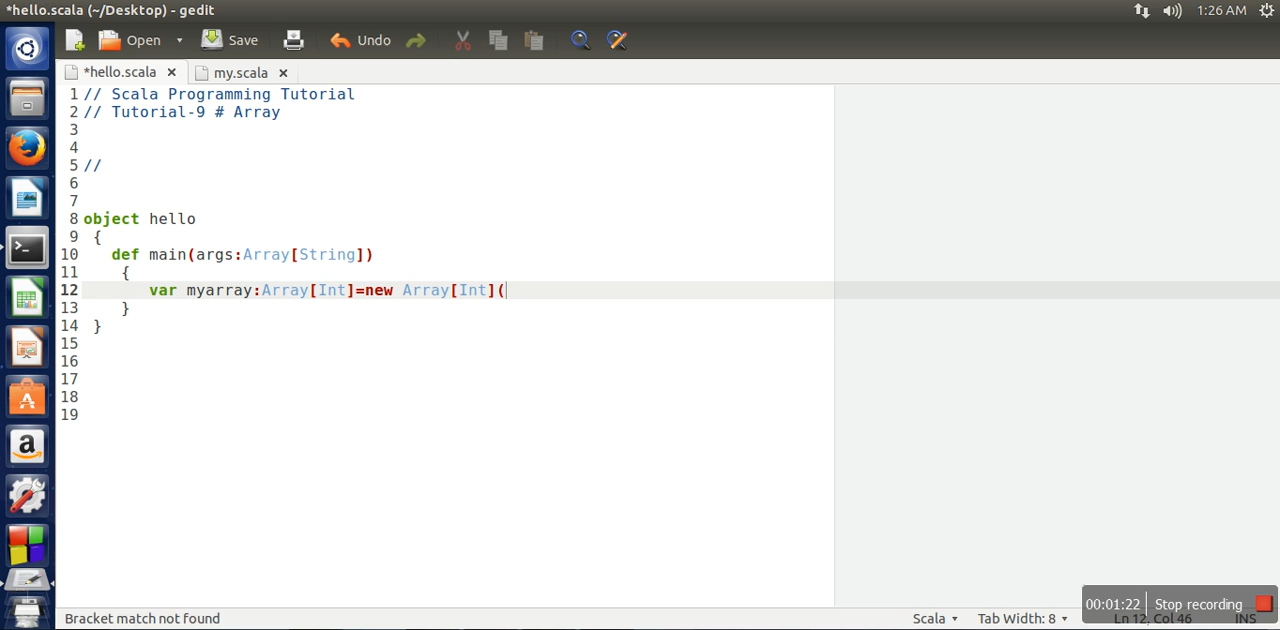 *hello.scala (~/Desktop) - gedit
1:26 AM
Open
Save
Undo
*hello.scala ×
my.scala ×
1 // Scala Programming Tutorial
2 // Tutorial-9 # Array
3
4
5 //
6
7
8 object hello
9 {
10 def main(args:Array[String])
11 {
12 var myarray:Array[Int]=new Array[Int](
13 }
14 }
15
16
17
18
19
00:01:22 Stop recording
Bracket match not found
Scala
Tab Width: 8
Ln 12, Col 46
INS